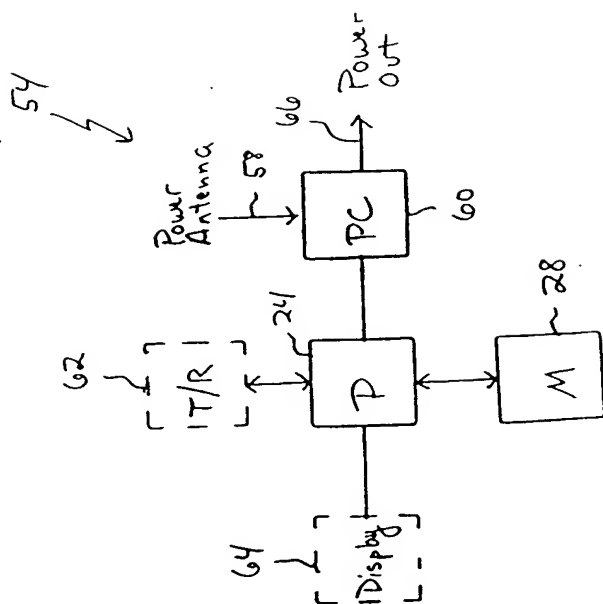 54
Power
Antenna
58
66
Power
Out
62
T/R
24
P
PC
60
64
Display
M
28